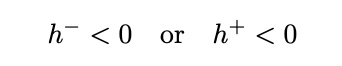 h⁻ < 0 or h⁺ < 0